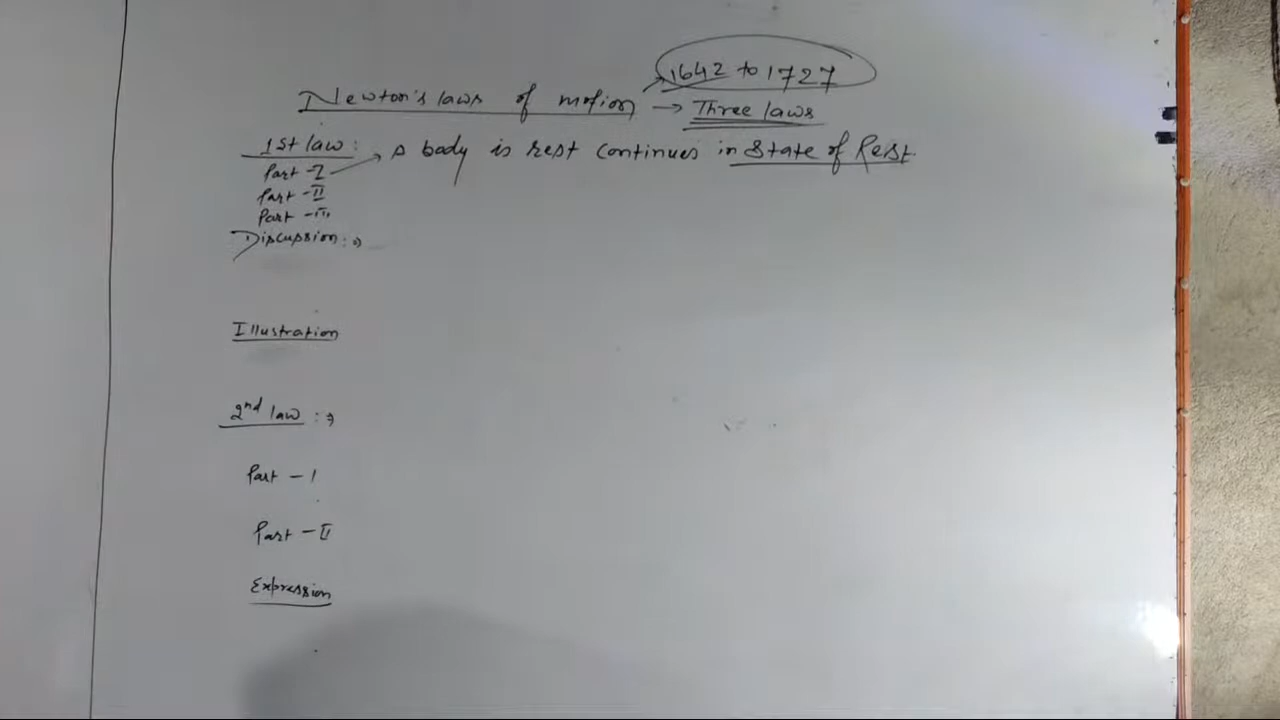 1642 to 1727
Newton's laws of motion → Three laws
1st law: A body is rest continues in State of Rest.
Part - I
Part - II
Part - III
Discussion :→
Illustration
2nd law :→
Part - 1
Part - II
Expression